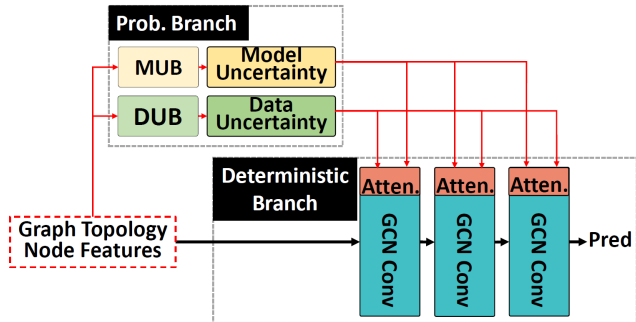 Prob. Branch
MUB
Model
Uncertainty
DUB
Data
Uncertainty
Deterministic
Branch
Atten.
Atten.
Atten.
Graph Topology
Node Features
GCN Conv
GCN Conv
GCN Conv
Pred